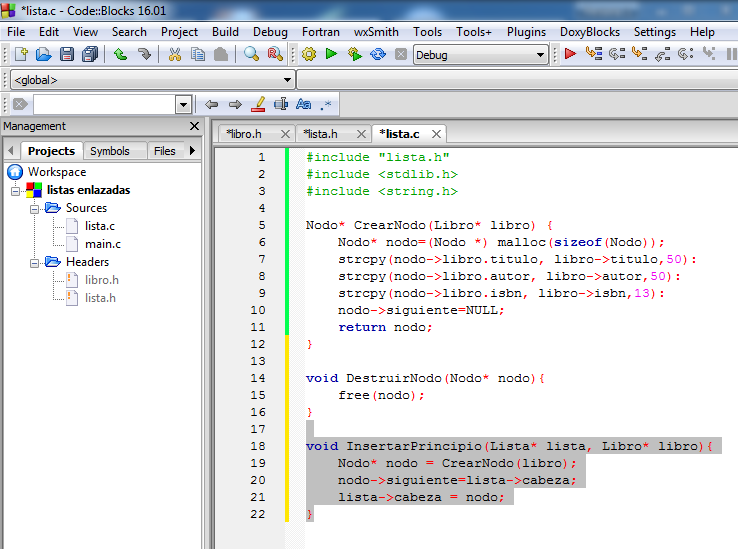 *lista.c - Code::Blocks 16.01
File Edit View Search Project Build Debug Fortran wxSmith Tools Tools+ Plugins DoxyBlocks Settings Help
Debug
<global>
Aa .*
Management
Projects Symbols Files
Workspace
listas enlazadas
Sources
lista.c
main.c
Headers
libro.h
lista.h
*libro.h *lista.h *lista.c
1 #include "lista.h"
2 #include <stdlib.h>
3 #include <string.h>
4
5 Nodo* CrearNodo(Libro* libro) {
6 Nodo* nodo=(Nodo *) malloc(sizeof(Nodo));
7 strcpy(nodo->libro.titulo, libro->titulo,50):
8 strcpy(nodo->libro.autor, libro->autor,50):
9 strcpy(nodo->libro.isbn, libro->isbn,13):
10 nodo->siguiente=NULL;
11 return nodo;
12 }
13
14 void DestruirNodo(Nodo* nodo){
15 free(nodo);
16 }
17
18 void InsertarPrincipio(Lista* lista, Libro* libro){
19 Nodo* nodo = CrearNodo(libro);
20 nodo->siguiente=lista->cabeza;
21 lista->cabeza = nodo;
22 }